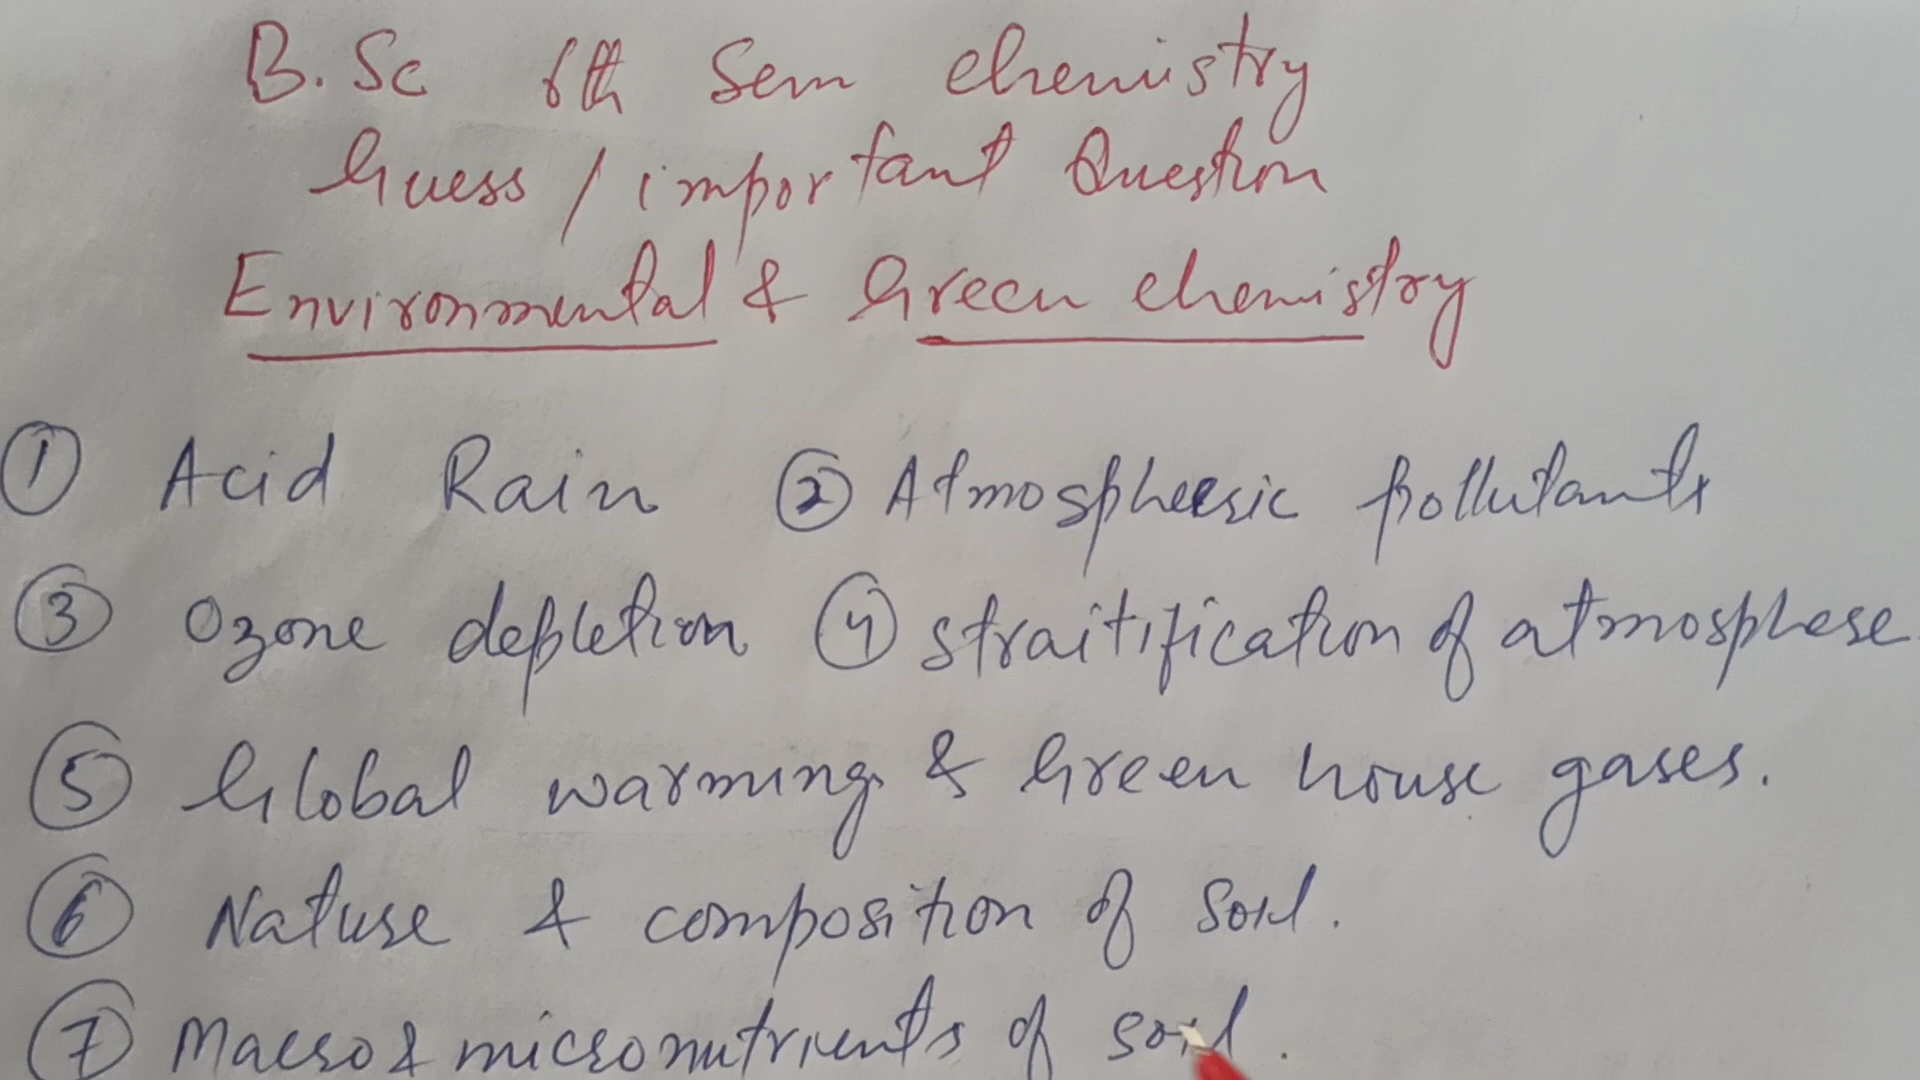 B.Sc 6th Sem chemistry
Guess / important Question
Environmental & Green chemistry
① Acid Rain ② Atmospheric pollutants
③ Ozone depletion ④ straitification of atmosphere
⑤ Global warming & Green house gases.
⑥ Nature & composition of soil.
⑦ Macro & micronutrients of soil.